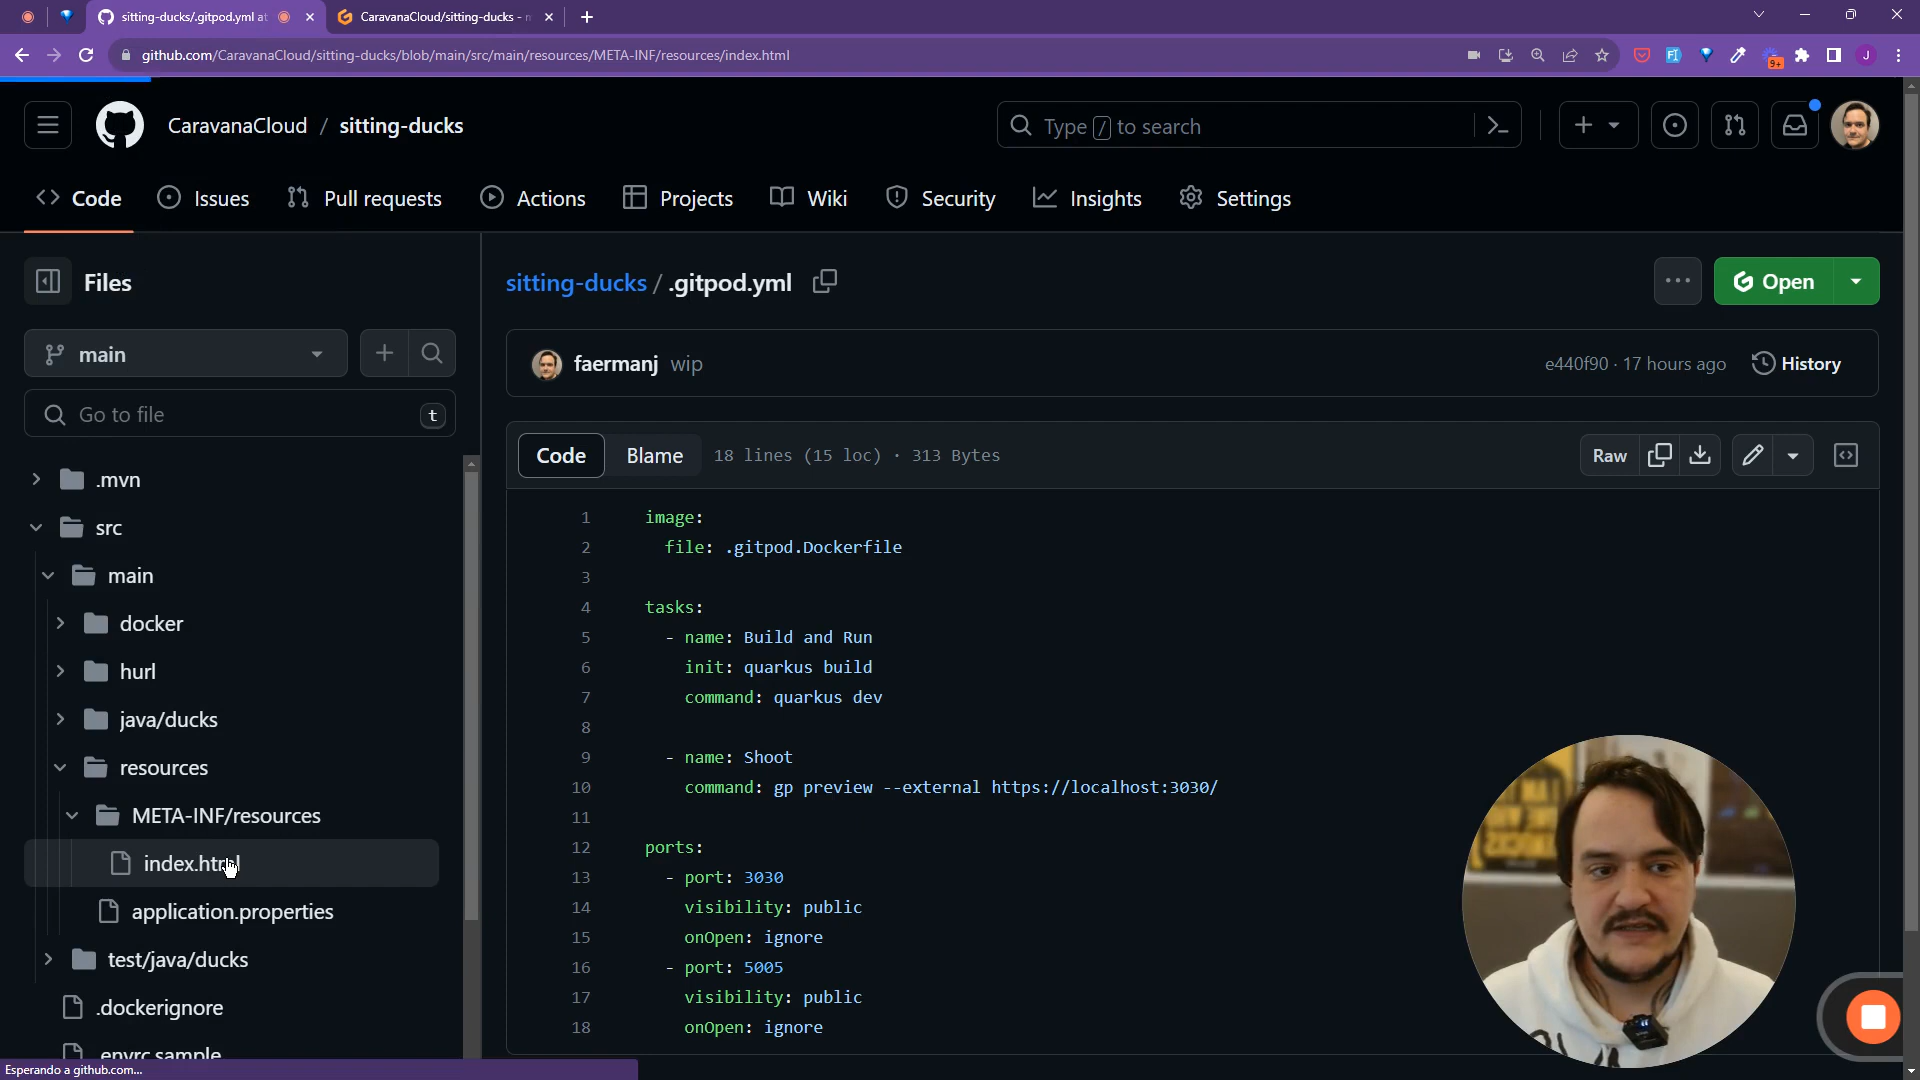 sitting-ducks/.gitpod.yml at
CaravanaCloud/sitting-ducks -
github.com/CaravanaCloud/sitting-ducks/blob/main/src/main/resources/META-INF/resources/index.html
9+
J
CaravanaCloud / sitting-ducks
Type / to search
Code
Issues
Pull requests
Actions
Projects
Wiki
Security
Insights
Settings
Files
sitting-ducks / .gitpod.yml
Open
main
faermanj wip
e440f90 · 17 hours ago
History
Go to file
t
Code
Blame
18 lines (15 loc) · 313 Bytes
Raw
.mvn
src
main
docker
hurl
java/ducks
resources
META-INF/resources
index.html
application.properties
test/java/ducks
.dockerignore
.envrc.sample
1 image:
2 file: .gitpod.Dockerfile
3
4 tasks:
5 - name: Build and Run
6 init: quarkus build
7 command: quarkus dev
8
9 - name: Shoot
10 command: gp preview --external https://localhost:3030/
11
12 ports:
13 - port: 3030
14 visibility: public
15 onOpen: ignore
16 - port: 5005
17 visibility: public
18 onOpen: ignore
Esperando a github.com...